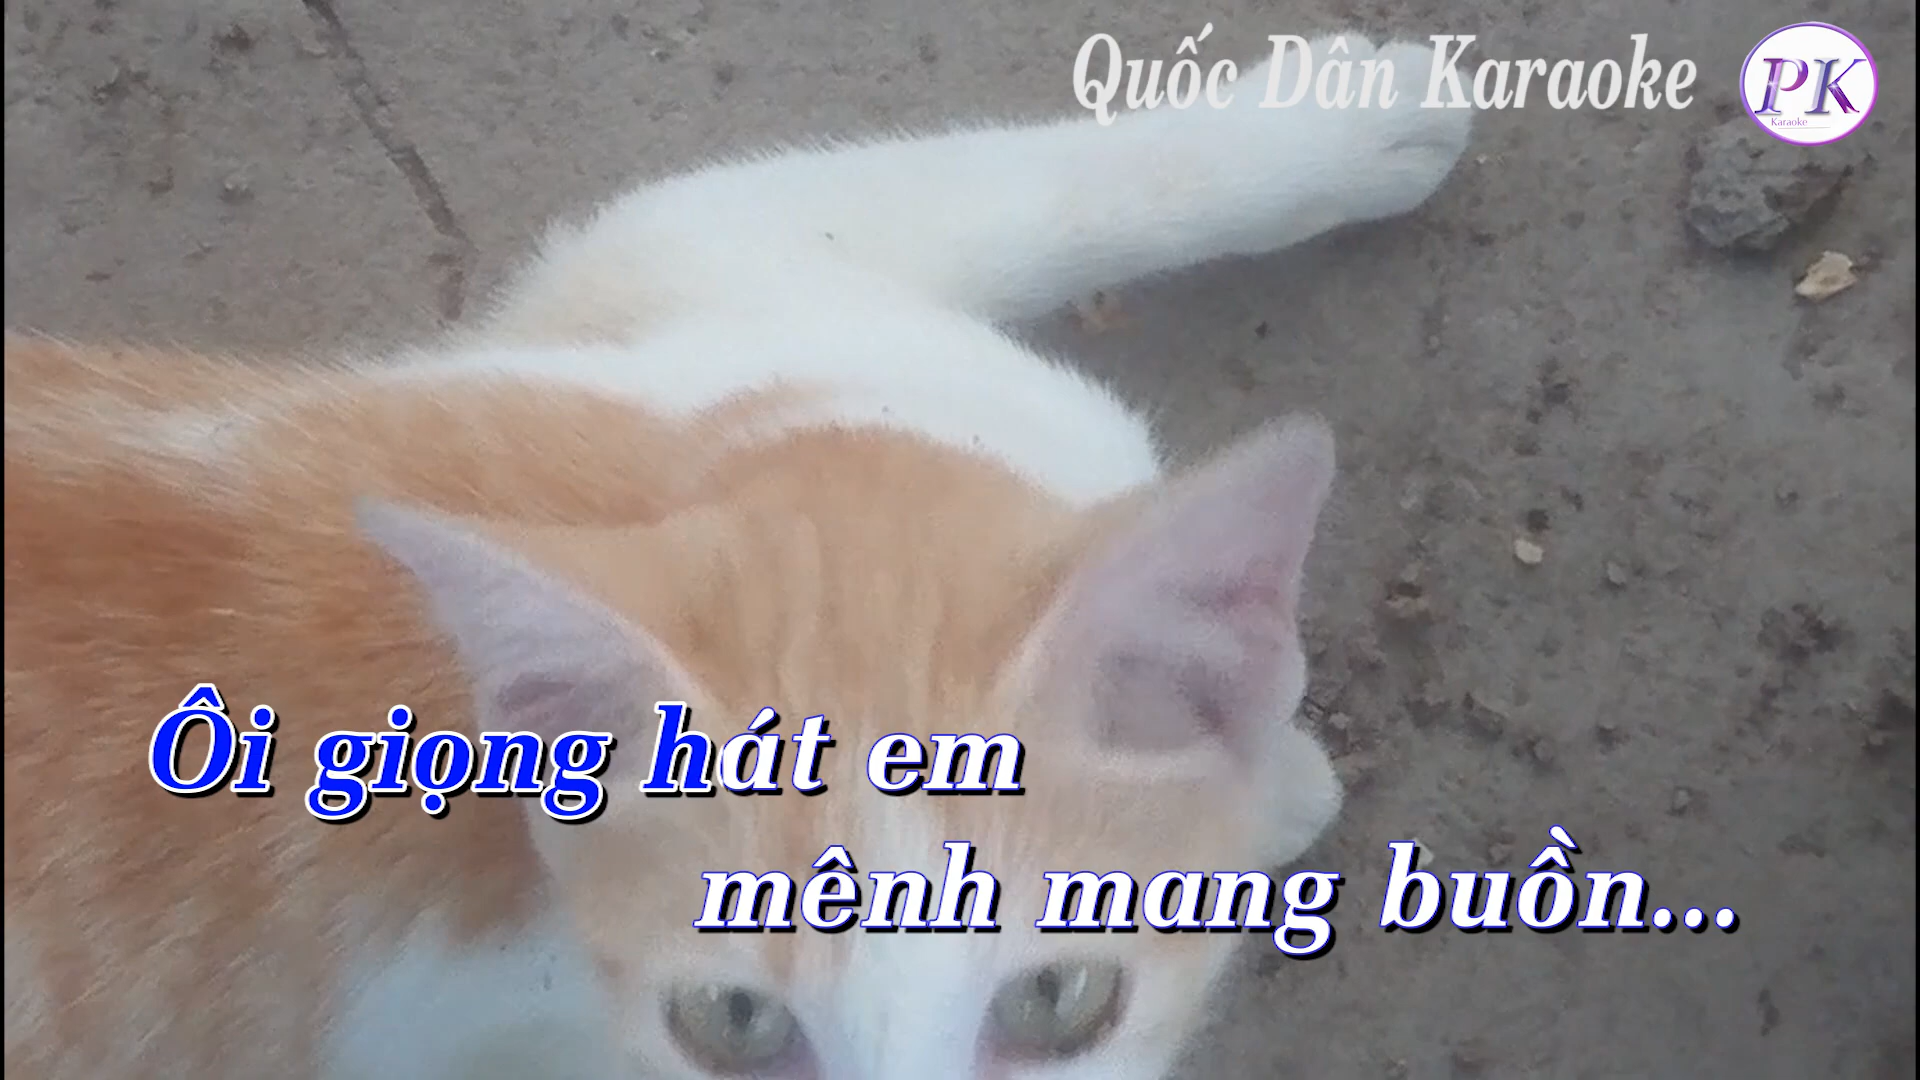 Quốc Dân Karaoke
PK
Karaoke
Ôi giọng hát em
mênh mang buồn...